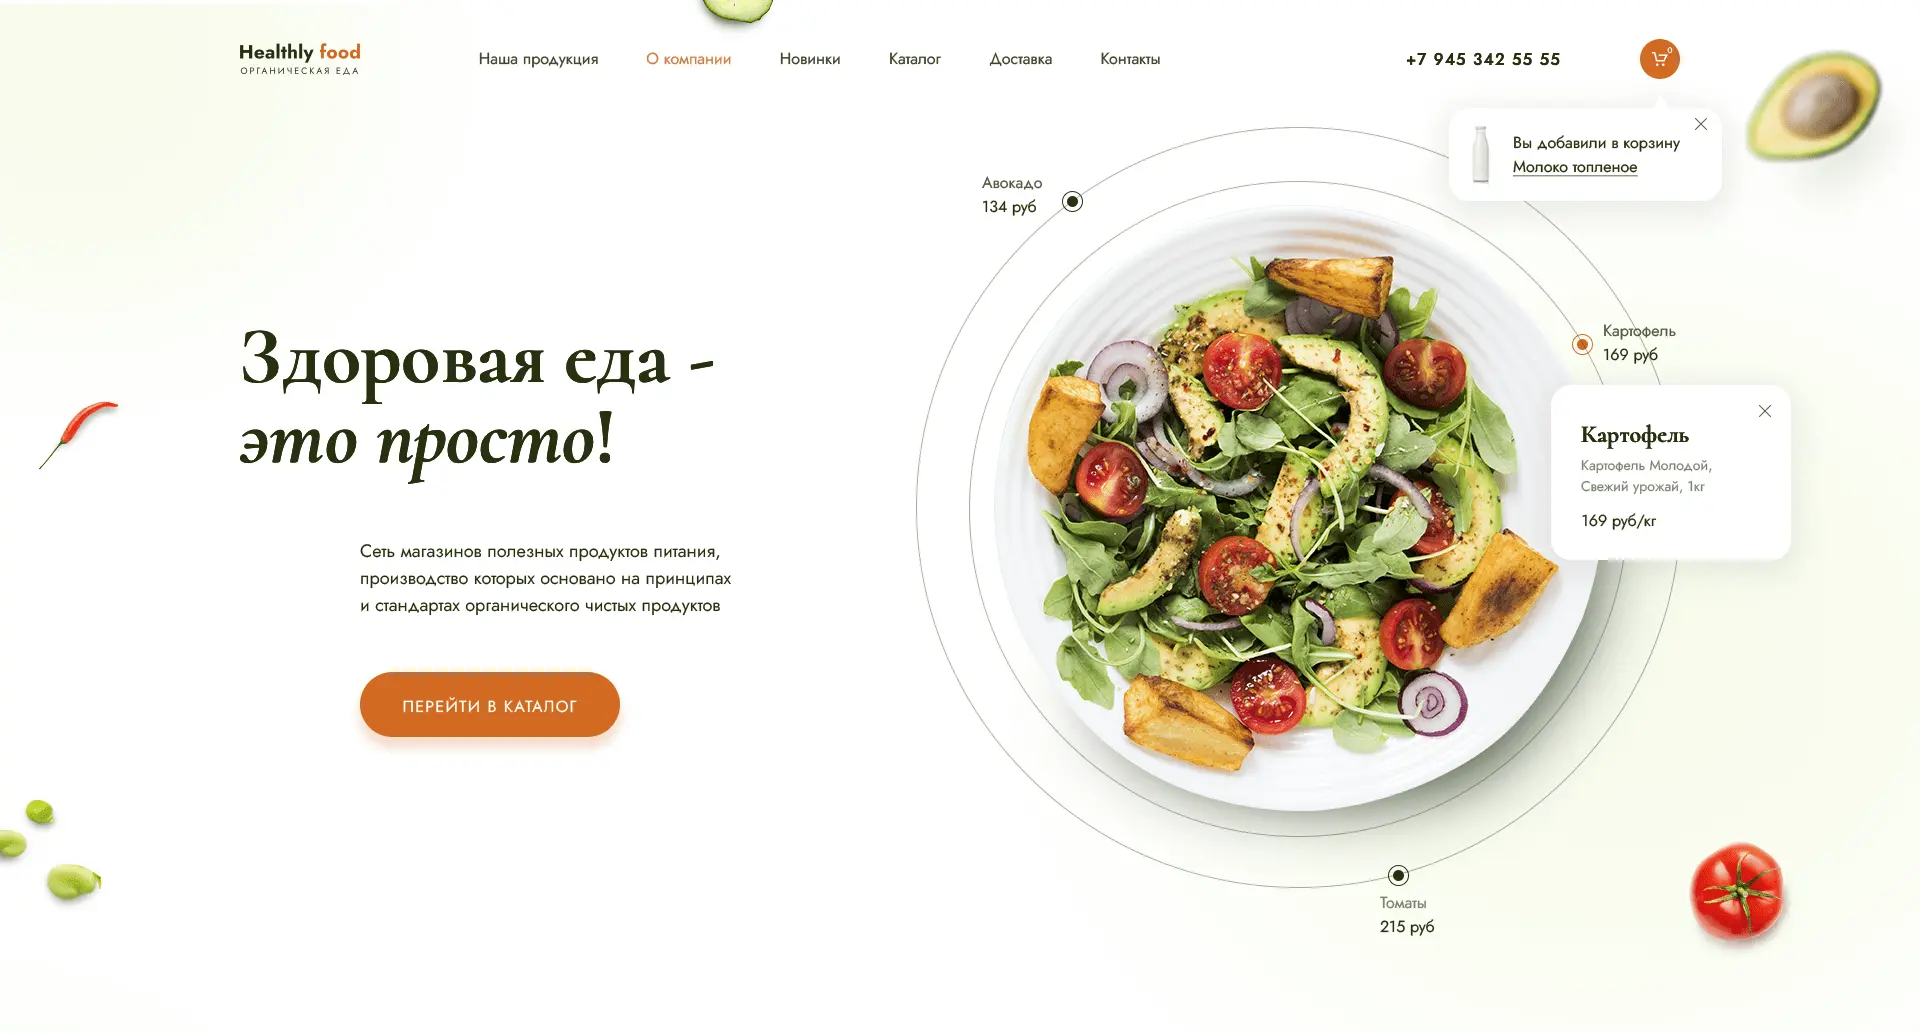 Healthly food
ОРГАНИЧЕСКАЯ ЕДА
Наша продукция
О компании
Новинки
Каталог
Доставка
Контакты
+7 945 342 55 55
0
Вы добавили в корзину
Молоко топленое
Авокадо
134 руб
Картофель
169 руб
Здоровая еда -
это просто!
Картофель
Картофель Молодой,
Свежий урожай, 1кг
169 руб/кг
Сеть магазинов полезных продуктов питания,
производство которых основано на принципах
и стандартах органического чистых продуктов
ПЕРЕЙТИ В КАТАЛОГ
Томаты
215 руб